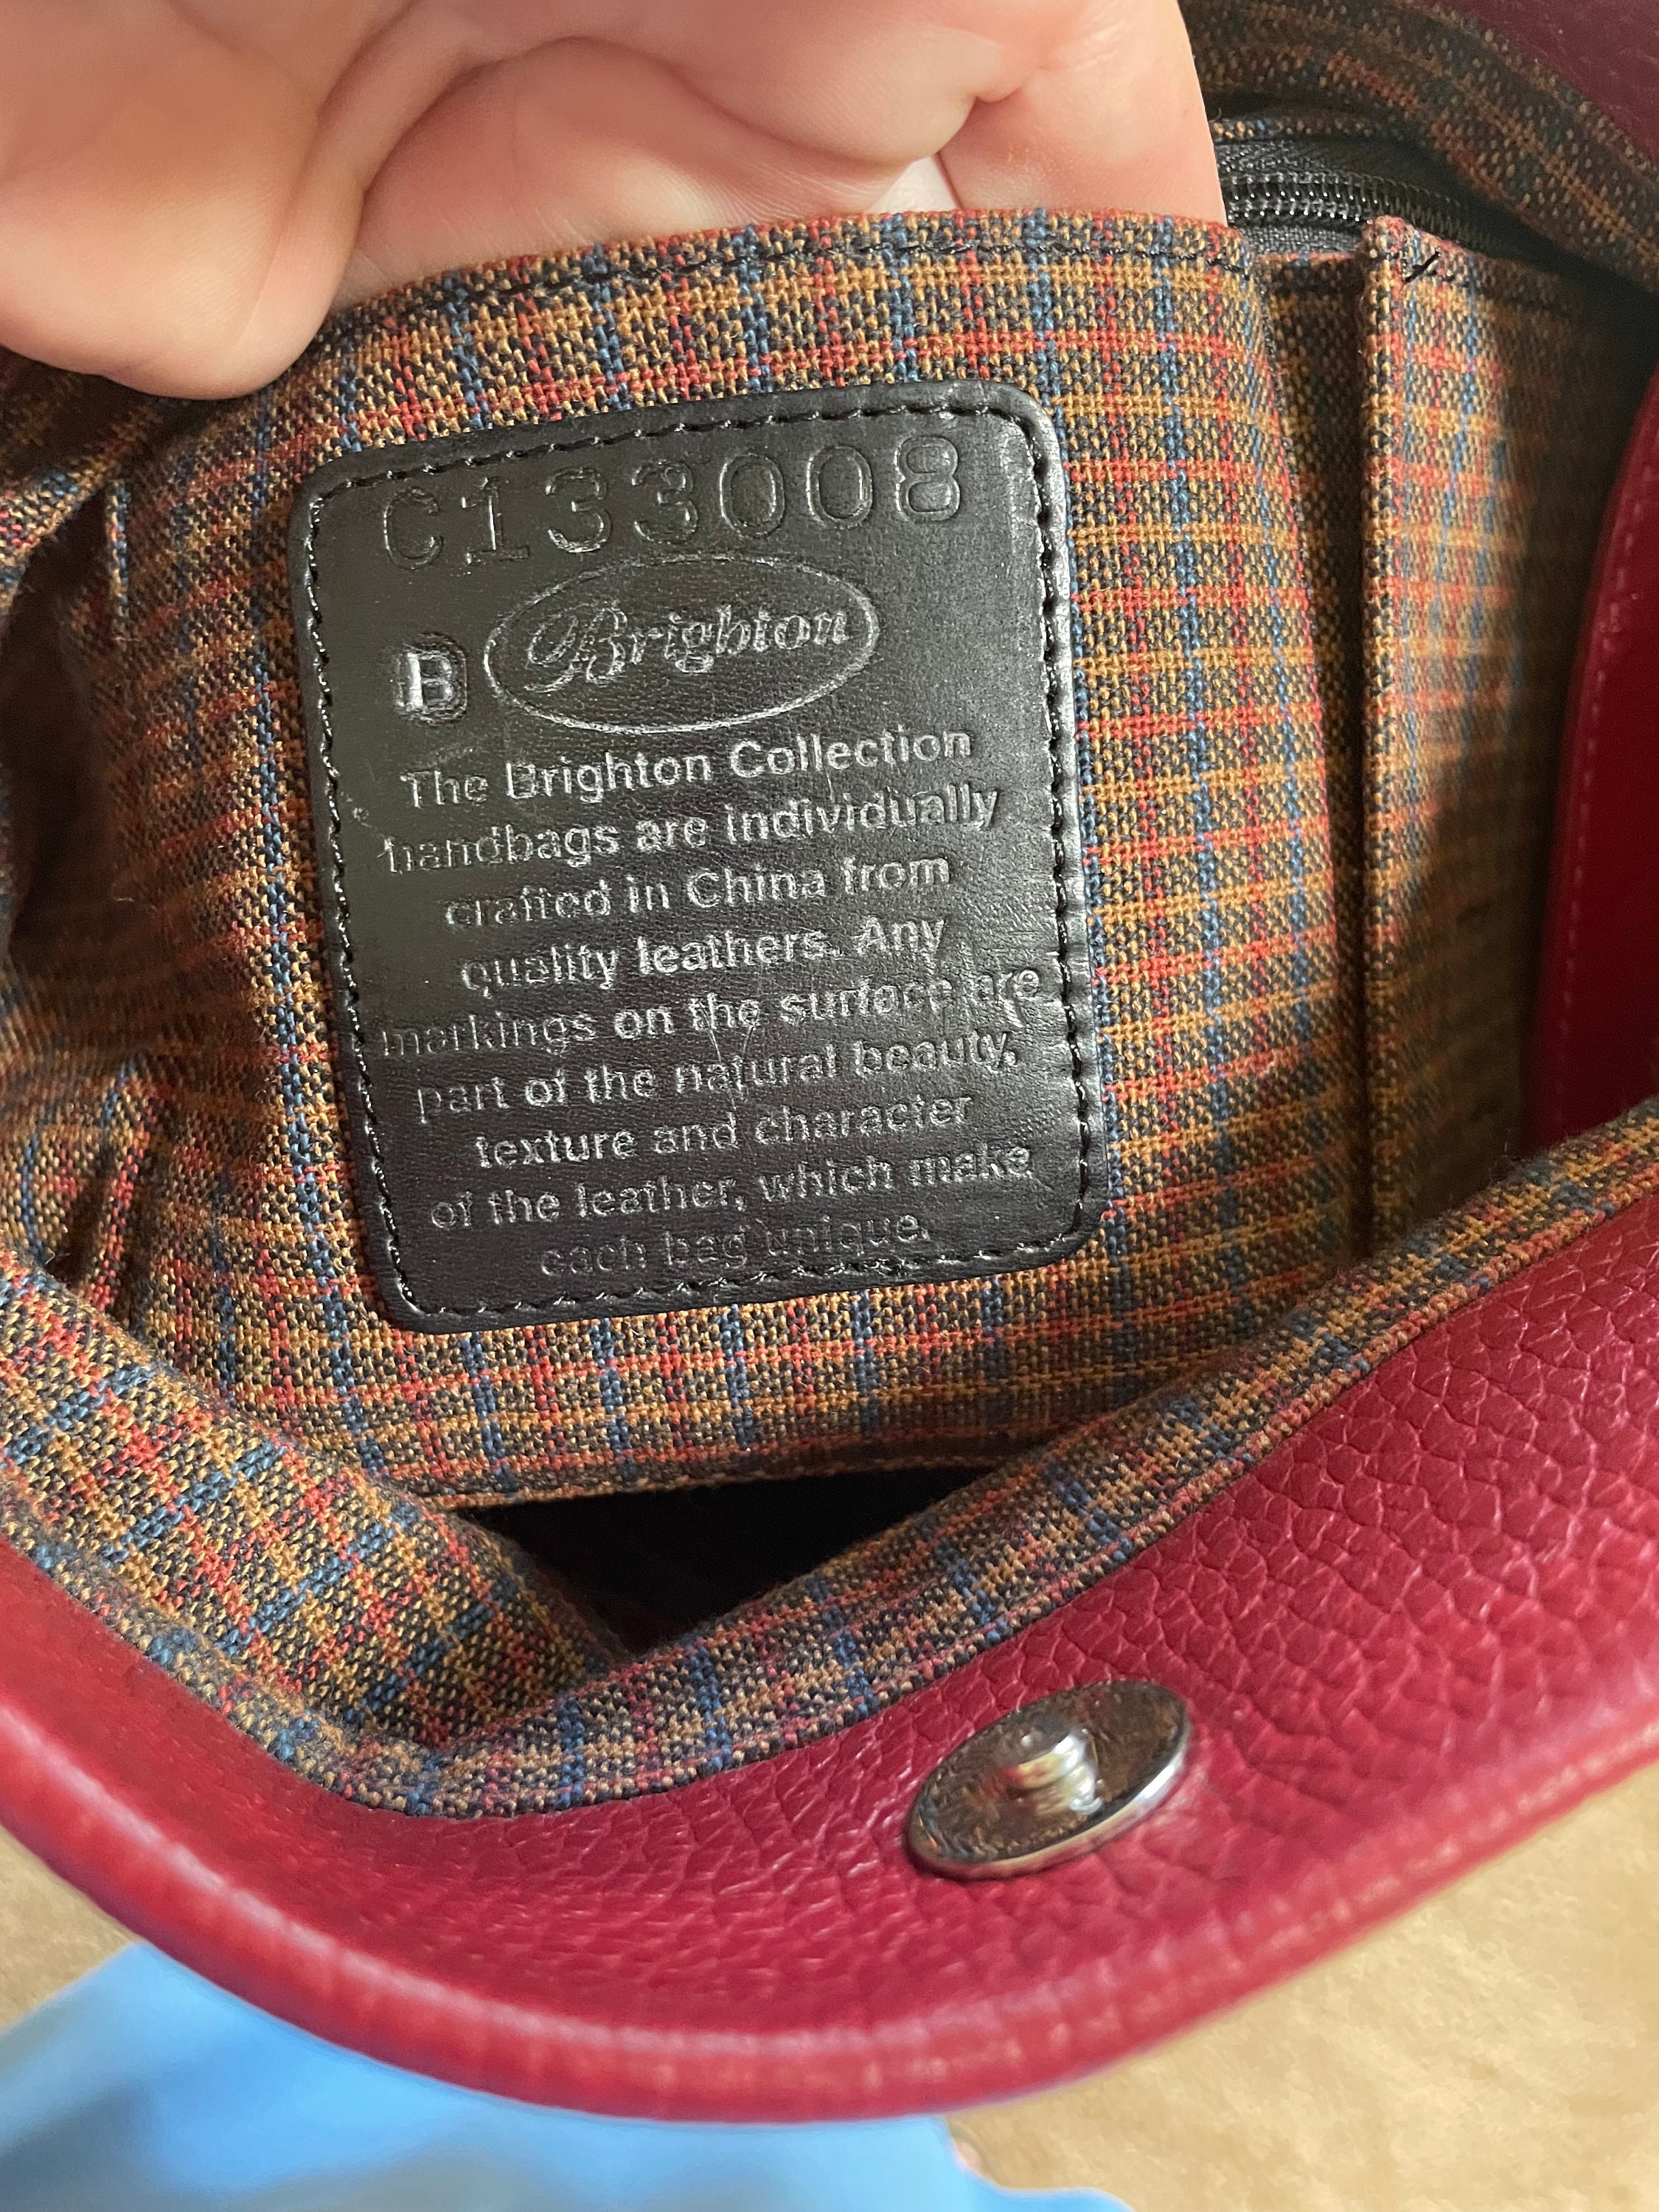 C133008
B Brighton
The Brighton Collection
handbags are individually
crafted in China from
quality leathers. Any
markings on the surface are
part of the natural beauty,
texture and character
of the leather, which make
each bag unique.